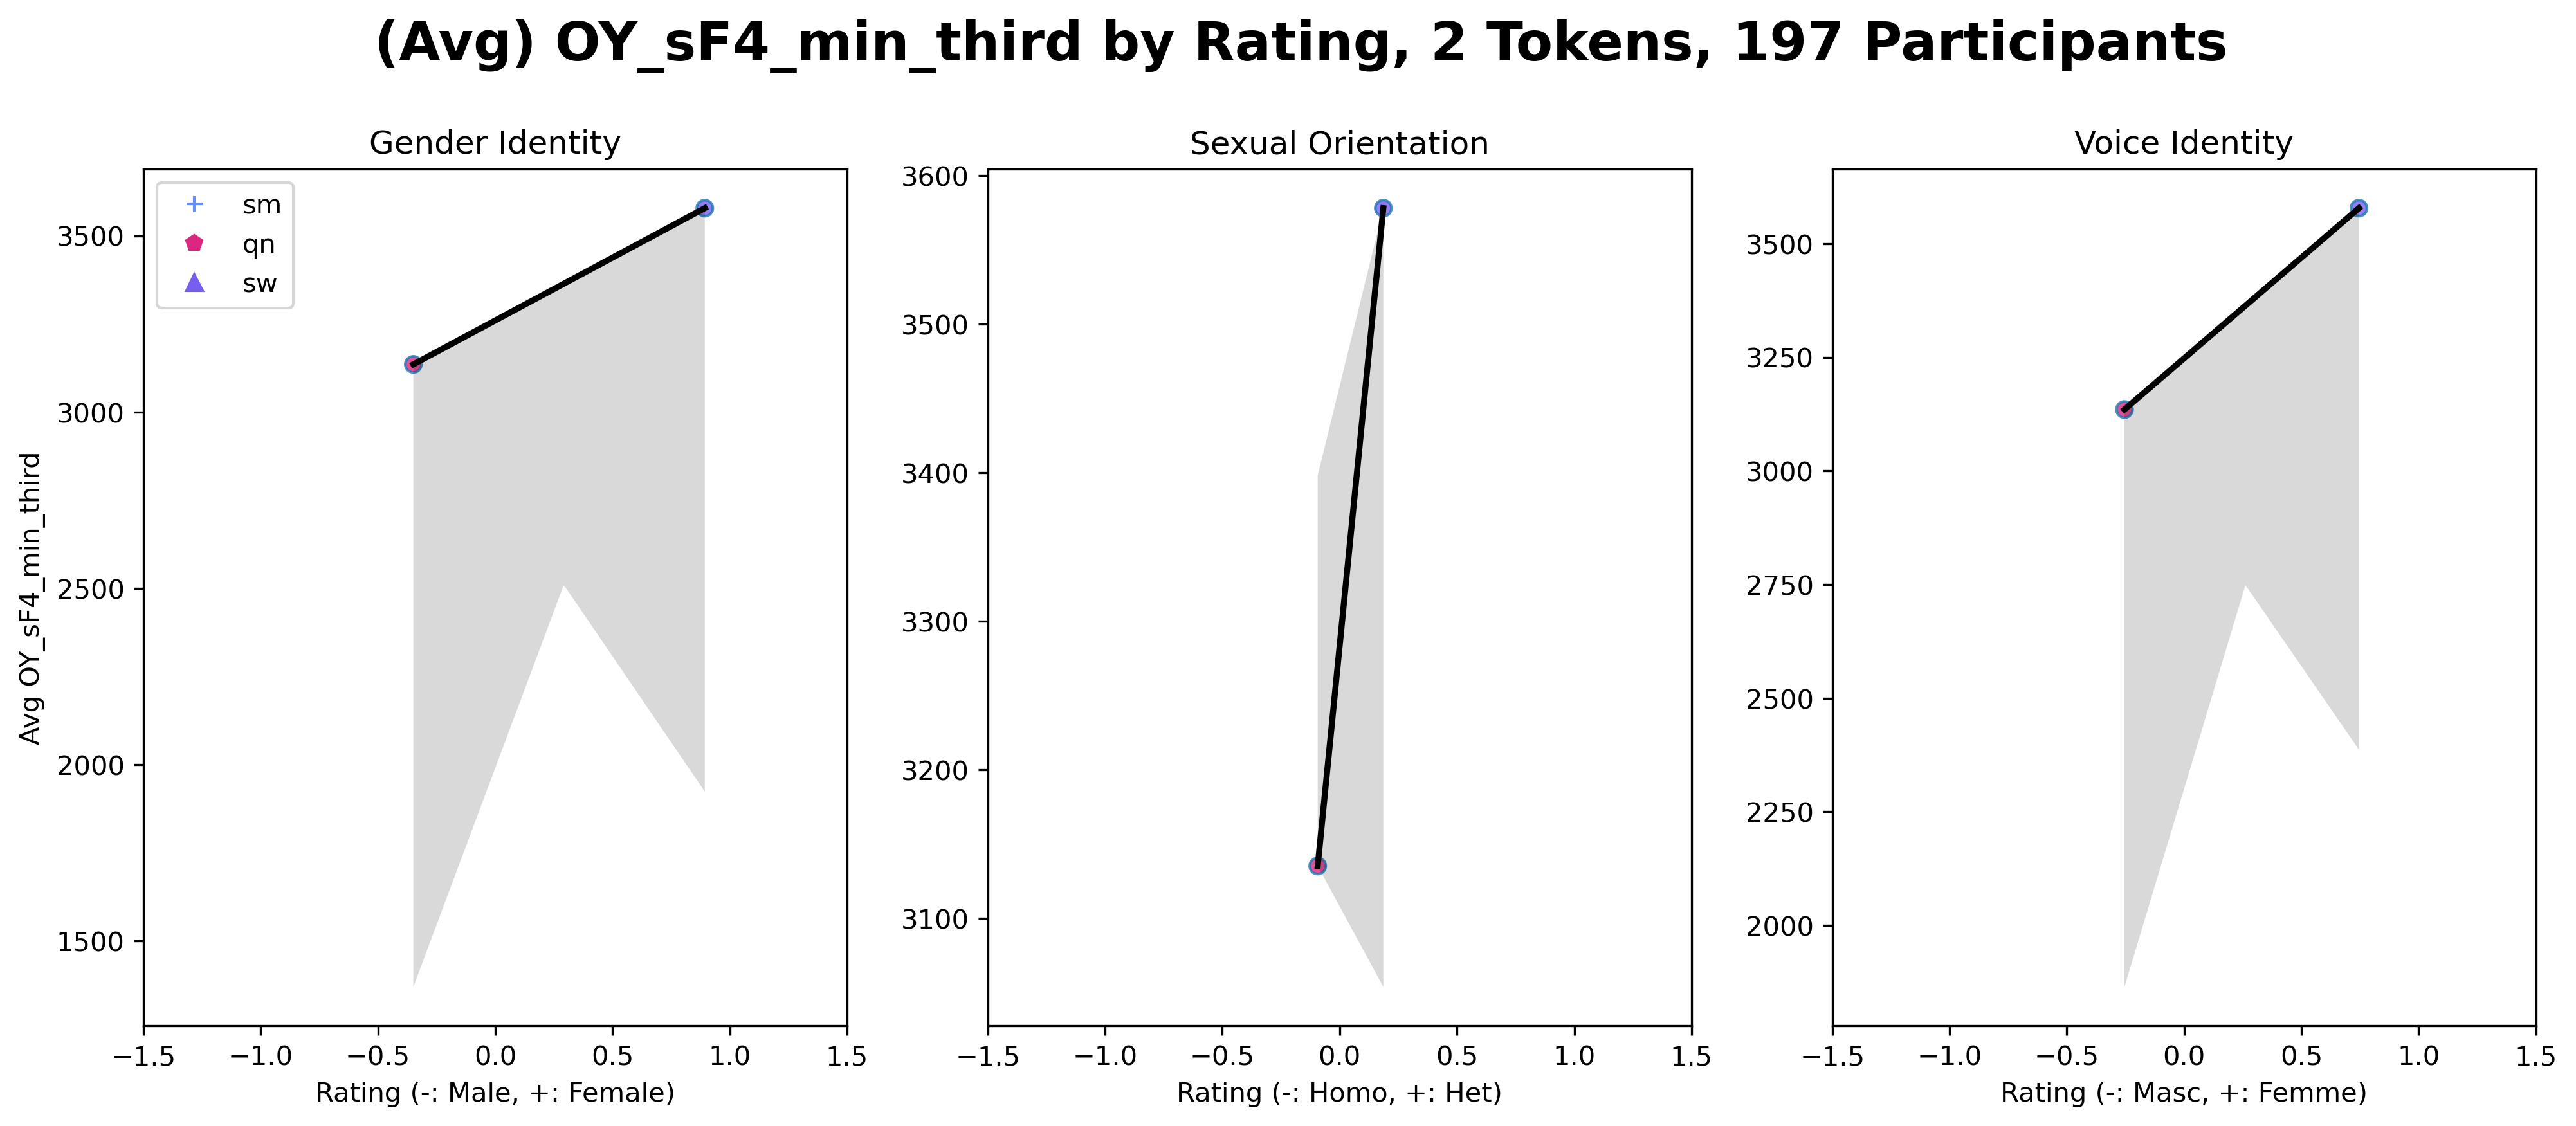 (Avg) OY_sF4_min_third by Rating, 2 Tokens, 197 Participants
Gender Identity
Sexual Orientation
Voice Identity
sm
qn
sw
Avg OY_sF4_min_third
3500
3000
2500
2000
1500
−1.5 −1.0 −0.5 0.0 0.5 1.0 1.5
Rating (-: Male, +: Female)
3600
3500
3400
3300
3200
3100
−1.5 −1.0 −0.5 0.0 0.5 1.0 1.5
Rating (-: Homo, +: Het)
3500
3250
3000
2750
2500
2250
2000
−1.5 −1.0 −0.5 0.0 0.5 1.0 1.5
Rating (-: Masc, +: Femme)